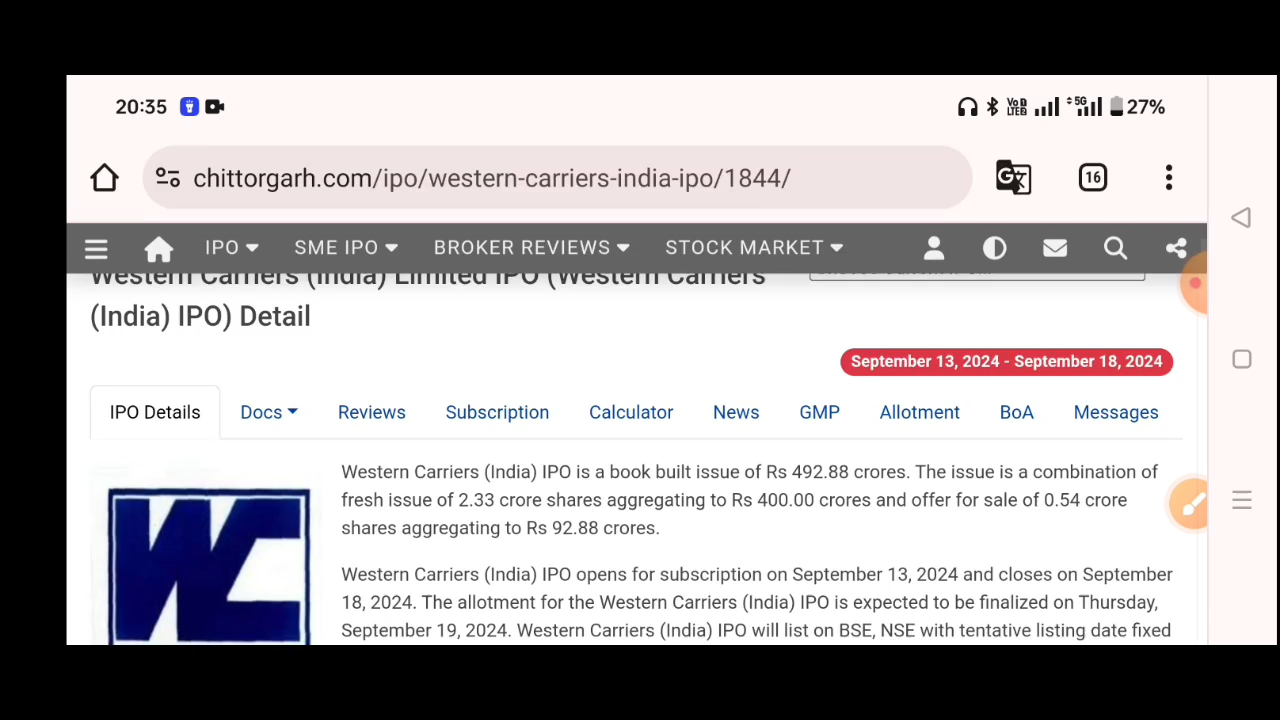 20:35
VoD LTE2 5G 27%
chittorgarh.com/ipo/western-carriers-india-ipo/1844/
16
IPO SME IPO BROKER REVIEWS STOCK MARKET
Western Carriers (India) Limited IPO (Western Carriers
(India) IPO) Detail
September 13, 2024 - September 18, 2024
IPO Details Docs Reviews Subscription Calculator News GMP Allotment BoA Messages
WC
Western Carriers (India) IPO is a book built issue of Rs 492.88 crores. The issue is a combination of
fresh issue of 2.33 crore shares aggregating to Rs 400.00 crores and offer for sale of 0.54 crore
shares aggregating to Rs 92.88 crores.
Western Carriers (India) IPO opens for subscription on September 13, 2024 and closes on September
18, 2024. The allotment for the Western Carriers (India) IPO is expected to be finalized on Thursday,
September 19, 2024. Western Carriers (India) IPO will list on BSE, NSE with tentative listing date fixed